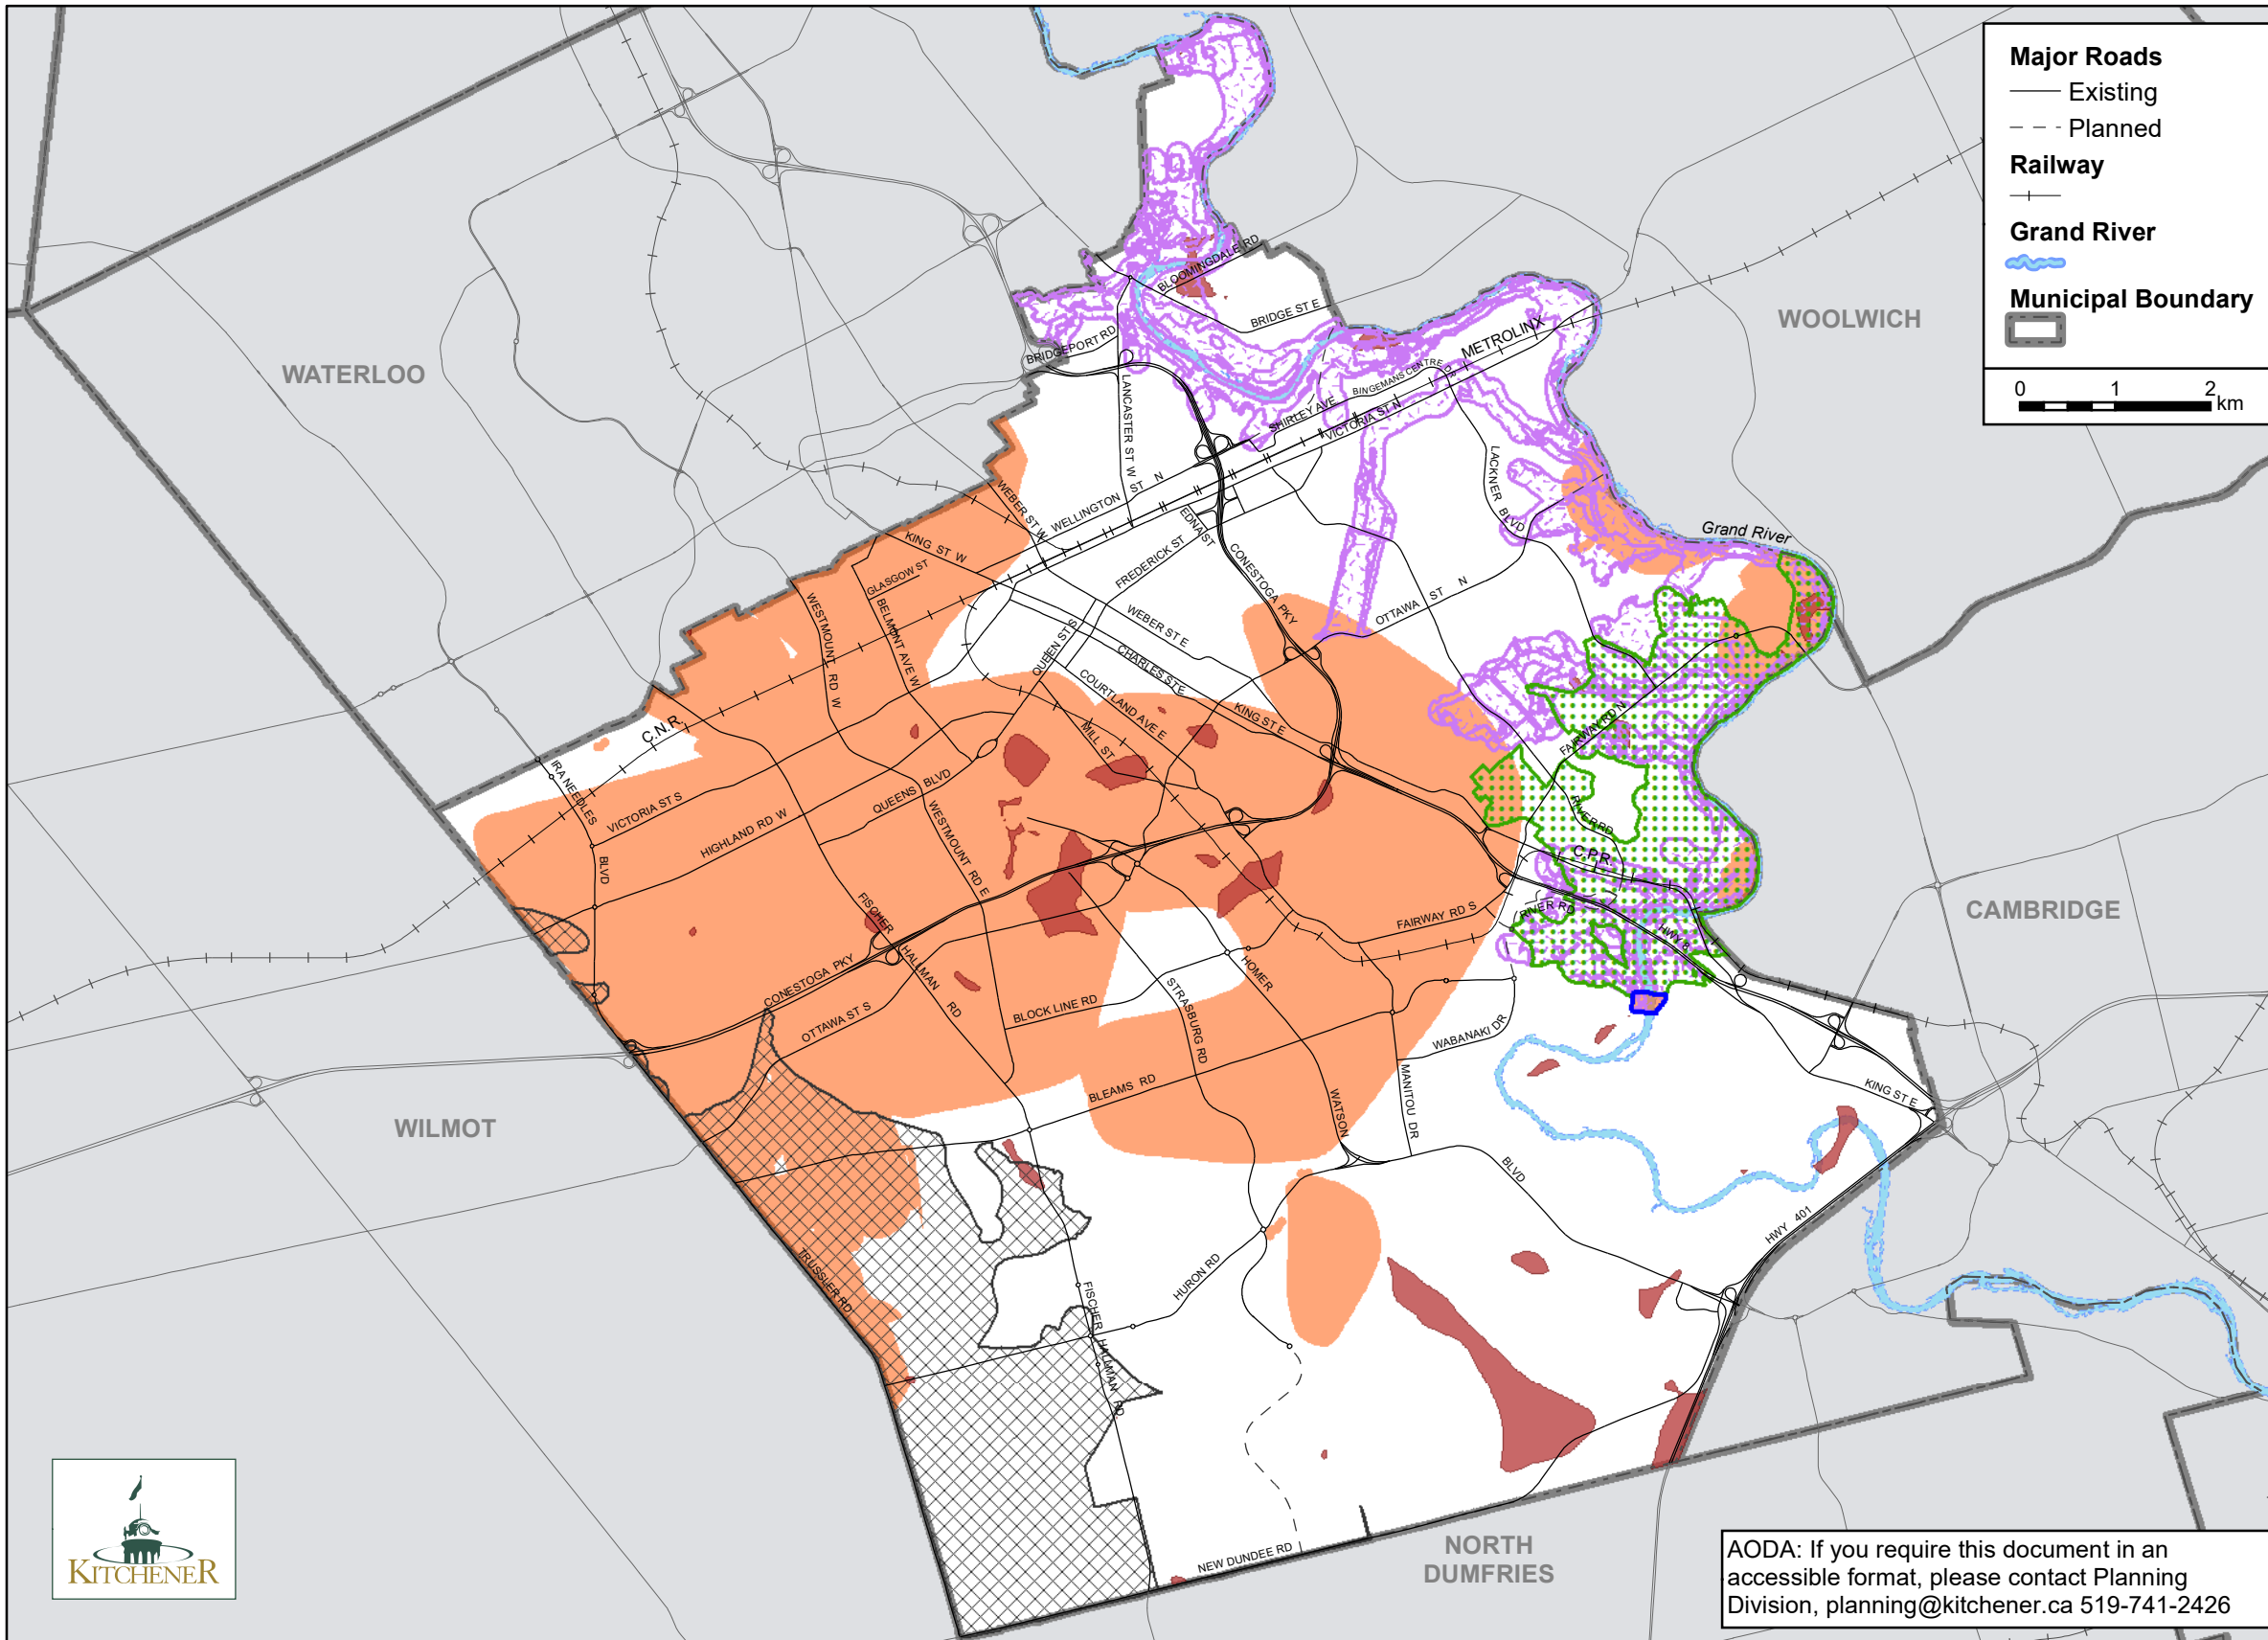 Major Roads
Existing
Planned
Railway
Grand River
Municipal Boundary
0 1 2
km
WATERLOO
WOOLWICH
CAMBRIDGE
WILMOT
NORTH
DUMFRIES
BLOOMINGDALE RD
BRIDGE ST E
BRIDGEPORT RD
METROLINX
BINGEMANS CENTRE DR
SHIRLEY AVE
VICTORIA ST N
LANCASTER ST W
WELLINGTON ST N
WEBER ST W
EDNA ST
LACKNER BLVD
Grand River
KING ST W
GLASGOW ST
FREDERICK ST
CONESTOGA PKY
OTTAWA ST N
WESTMOUNT RD W
BELMONT AVE W
QUEEN ST S
WEBER ST E
CHARLES ST E
COURTLAND AVE E
KING ST E
MILL ST
FAIRWAY RD N
C.N.R.
IRA NEEDLES
BLVD
VICTORIA ST S
HIGHLAND RD W
QUEENS BLVD
WESTMOUNT RD E
RIVER RD
C.P.R.
FISCHER
HALLMAN
RD
FAIRWAY RD S
RIVER RD
HWY 8
CONESTOGA PKY
OTTAWA ST S
BLOCK LINE RD
HOMER
WATSON
BLVD
STRASBURG RD
WABANAKI DR
MANITOU DR
BLEAMS RD
KING ST E
HWY 401
TRUSSLER RD
HURON RD
FISCHER
HALLMAN RD
NEW DUNDEE RD
KITCHENER
AODA: If you require this document in an
accessible format, please contact Planning
Division, planning@kitchener.ca 519-741-2426